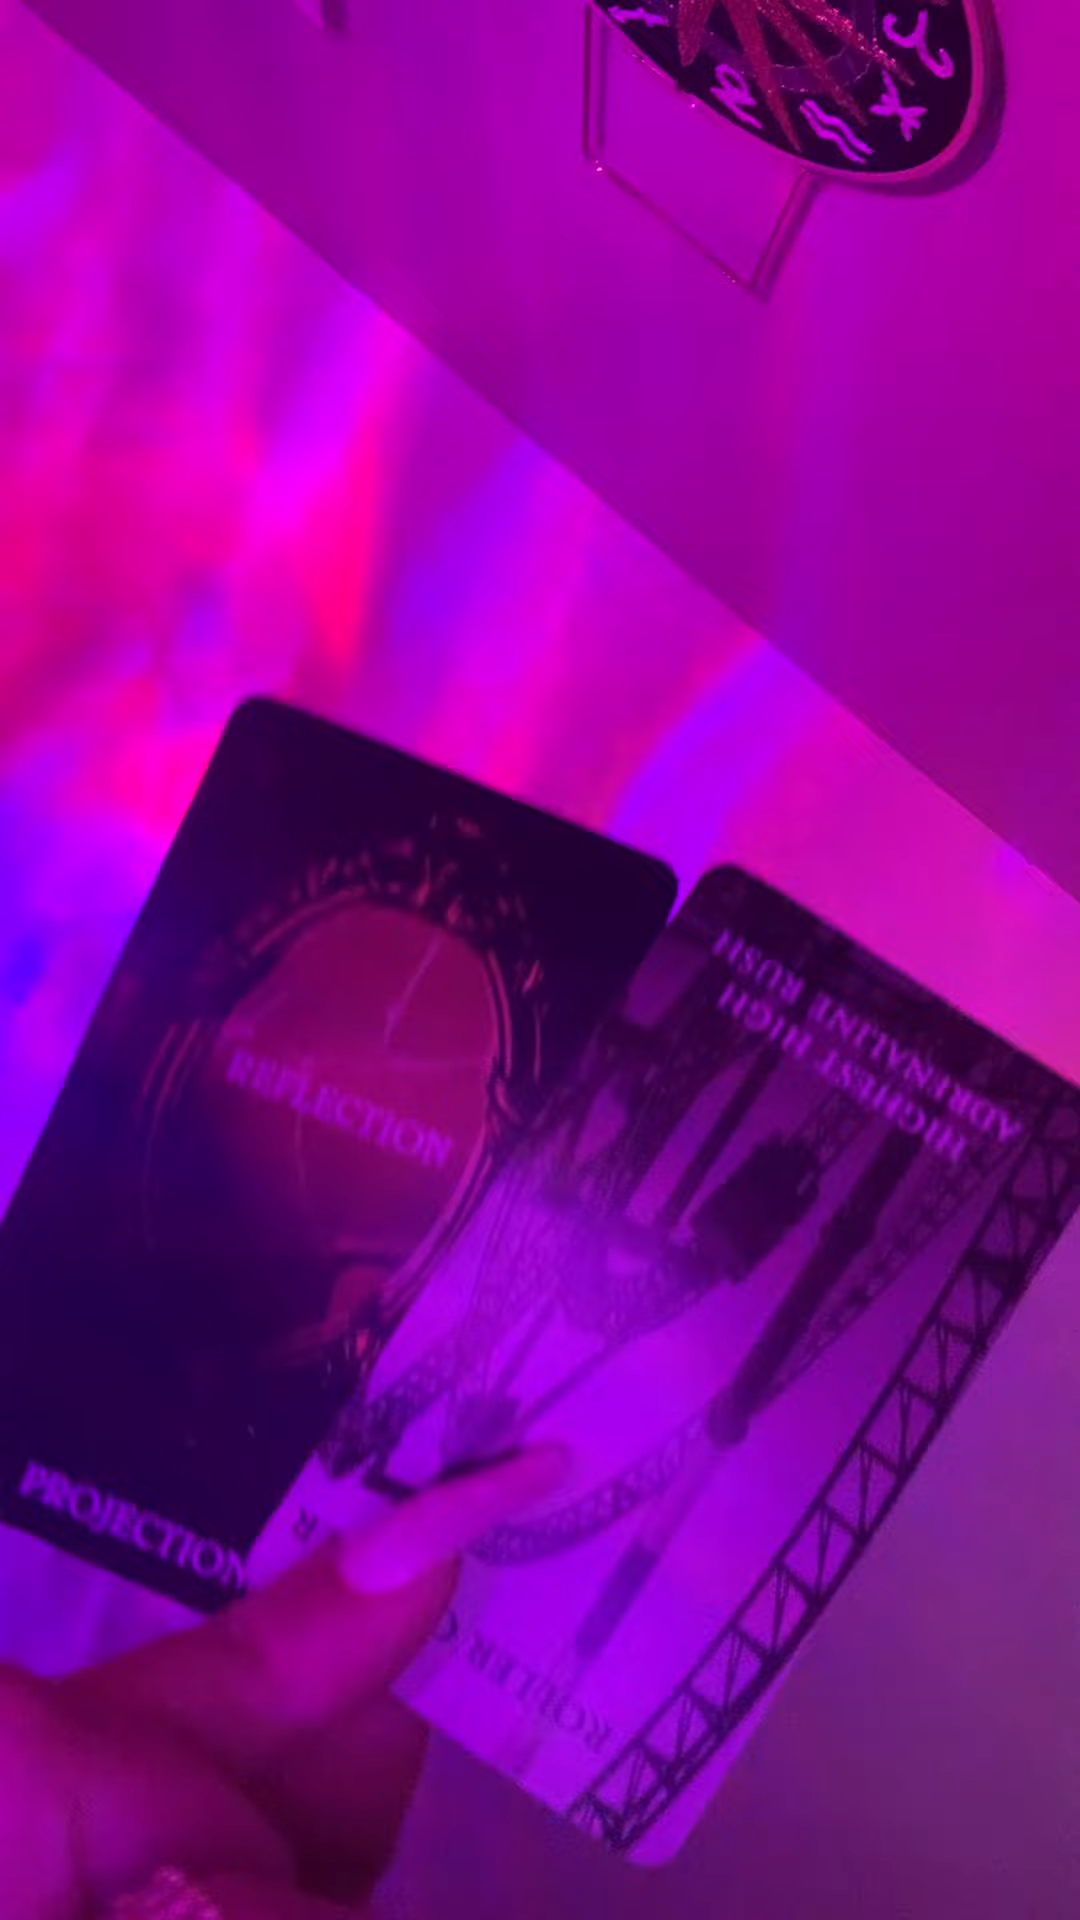 REFLECTION
PROJECTION
ADRENALINE RUSH
HIGHEST HIGH
ROLLER C
R